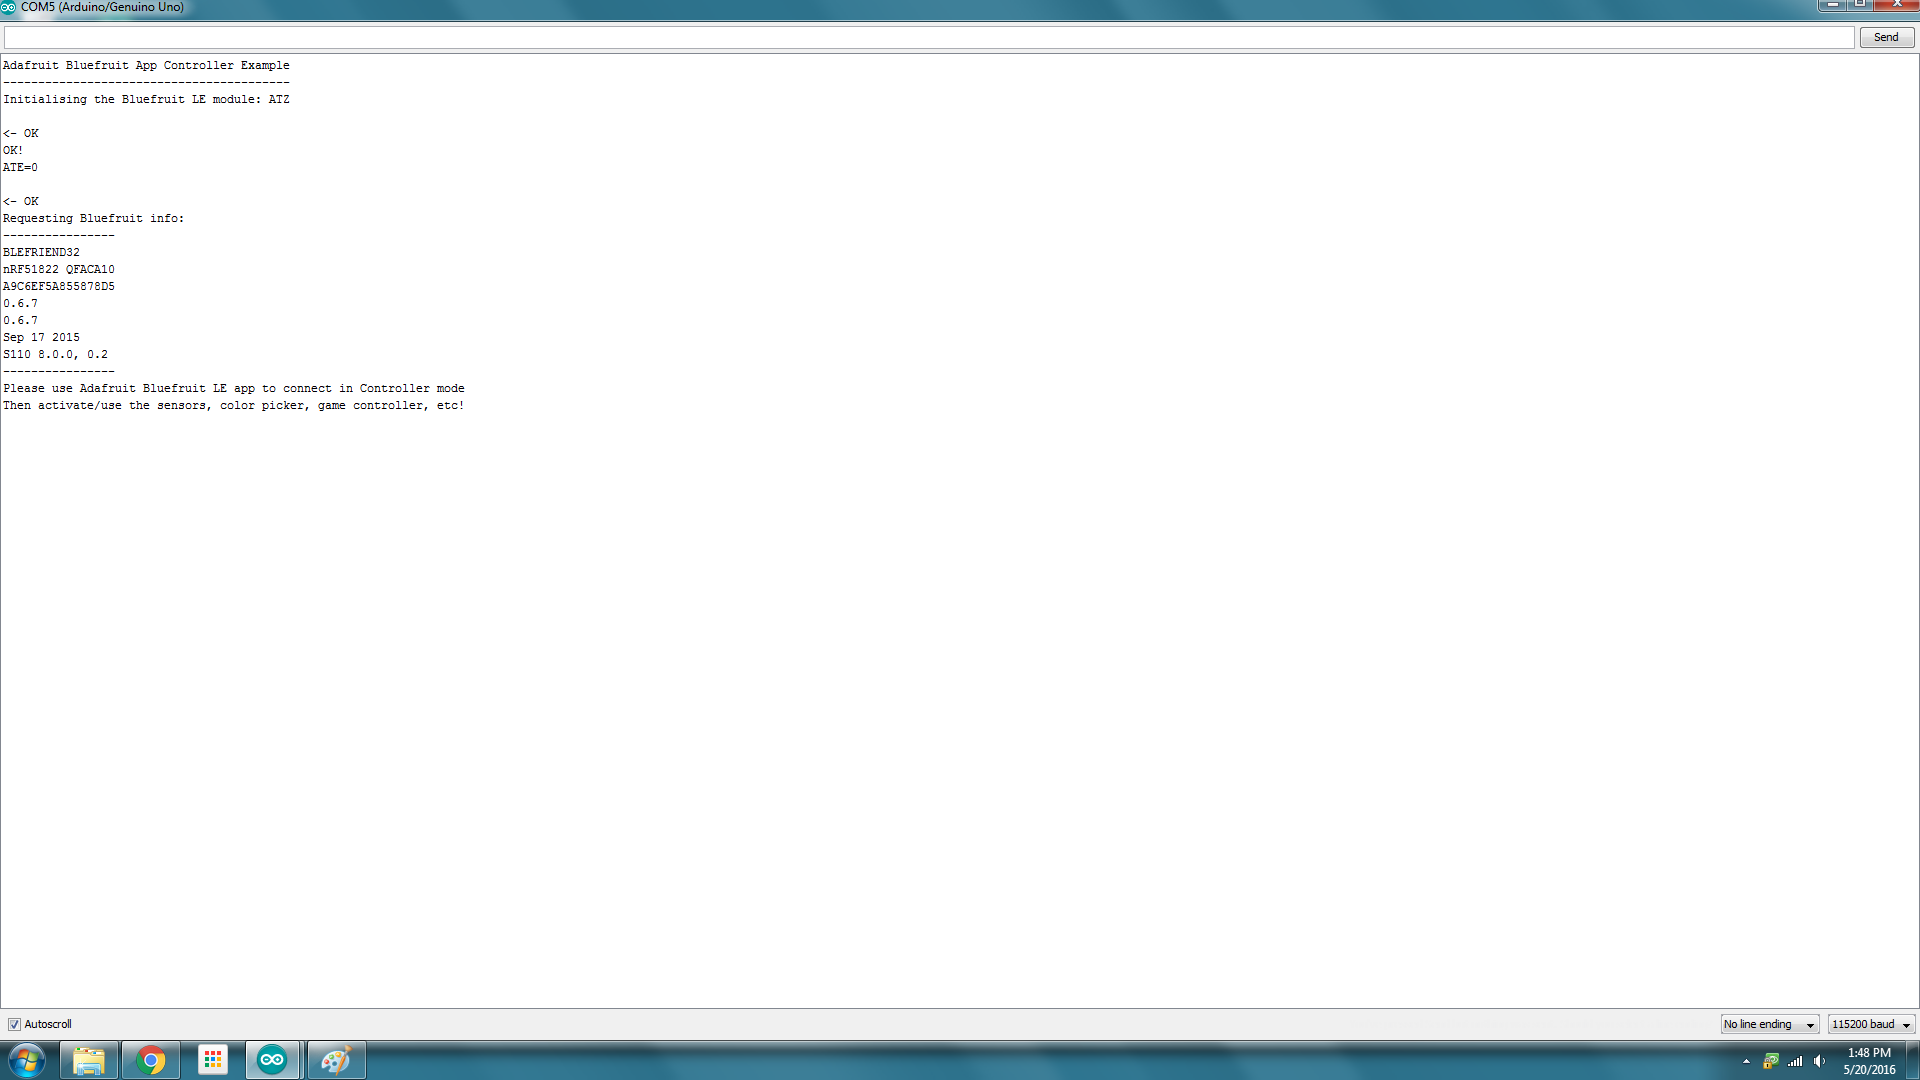 COM5 (Arduino/Genuino Uno)
Send
Adafruit Bluefruit App Controller Example
-----------------------------------------
Initialising the Bluefruit LE module: ATZ
<- OK
OK!
ATE=0
<- OK
Requesting Bluefruit info:
----------------
BLEFRIEND32
nRF51822 QFACA10
A9C6EF5A855878D5
0.6.7
0.6.7
Sep 17 2015
S110 8.0.0, 0.2
----------------
Please use Adafruit Bluefruit LE app to connect in Controller mode
Then activate/use the sensors, color picker, game controller, etc!
Autoscroll
No line ending
115200 baud
1:48 PM
5/20/2016